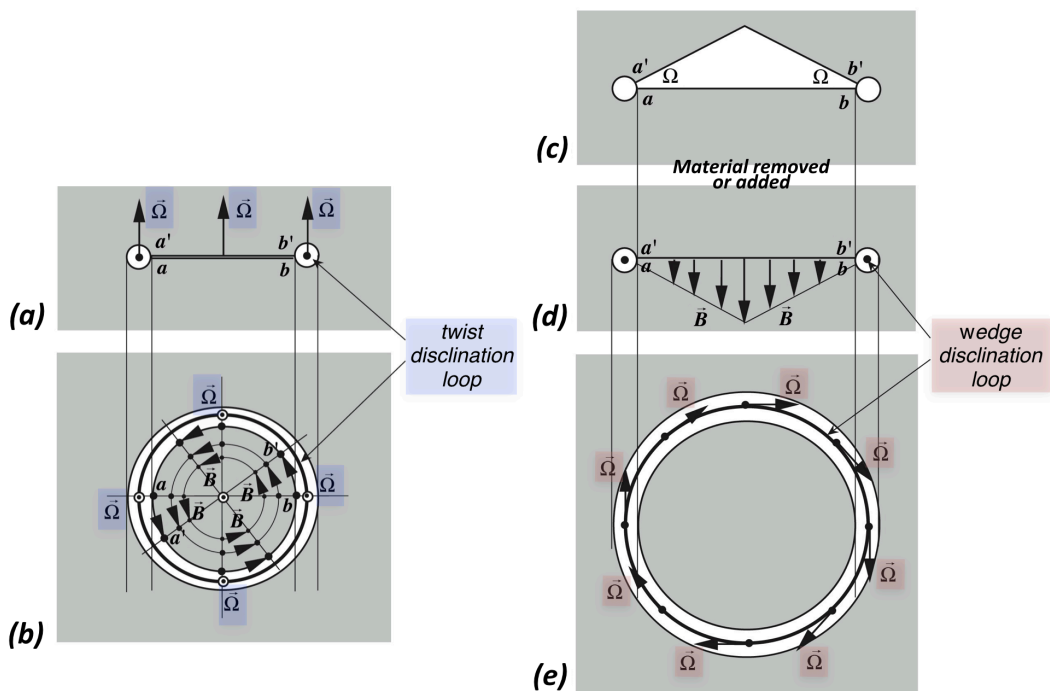 (c)
a'
Ω
Ω
b'
a
b
Material removed
or added
(a)
Ω⃗
Ω⃗
Ω⃗
a'
b'
a
b
(d)
a'
b'
a
b
B⃗
B⃗
twist
disclination
loop
wedge
disclination
loop
(b)
Ω⃗
b'
B⃗
a
B⃗
b
Ω⃗
Ω⃗
B⃗
B⃗
a'
Ω⃗
(e)
Ω⃗
Ω⃗
Ω⃗
Ω⃗
Ω⃗
Ω⃗
Ω⃗
Ω⃗